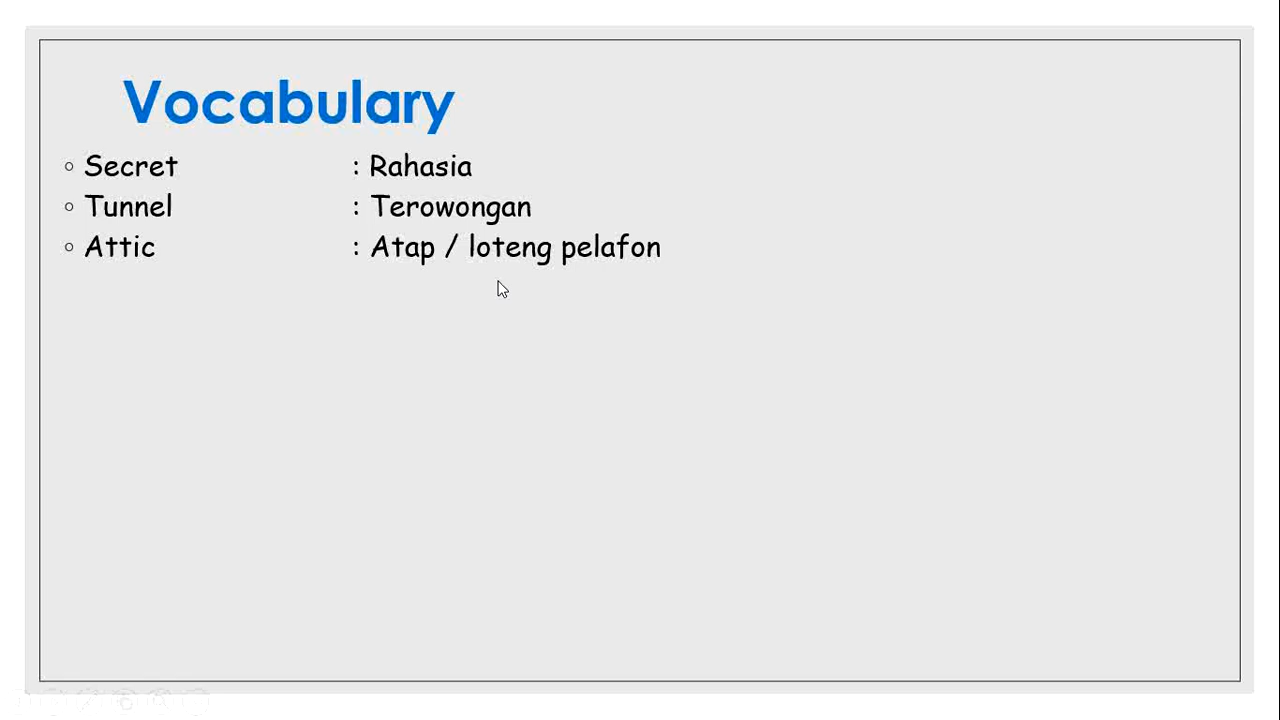 Vocabulary
◦ Secret : Rahasia
◦ Tunnel : Terowongan
◦ Attic : Atap / loteng pelafon